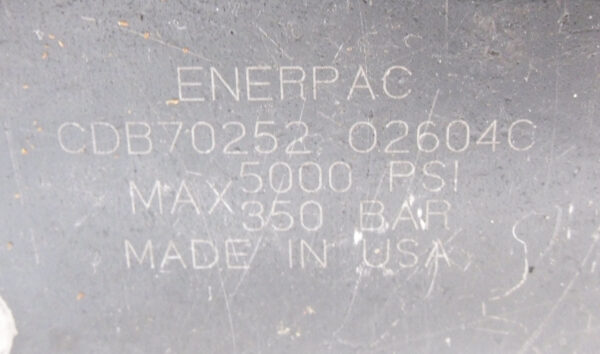 ENERPAC
CDB70252 02604C
MAX 5000 PSI
350 BAR
MADE IN USA